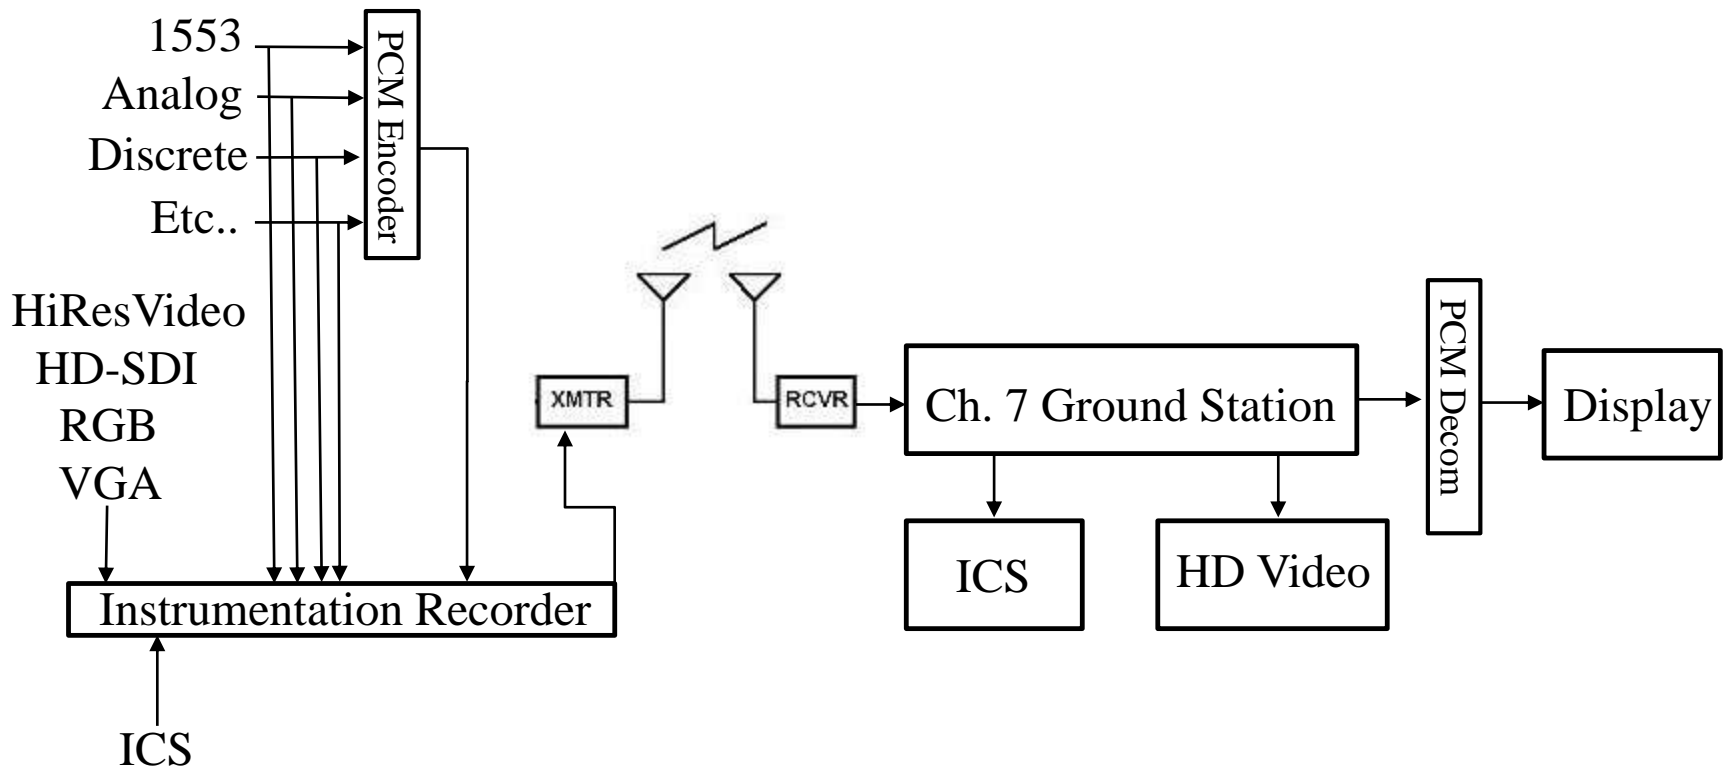 1553
Analog
Discrete
Etc..
PCM Encoder
HiResVideo
HD-SDI
RGB
VGA
Instrumentation Recorder
ICS
XMTR
RCVR
Ch. 7 Ground Station
ICS
HD Video
PCM Decom
Display